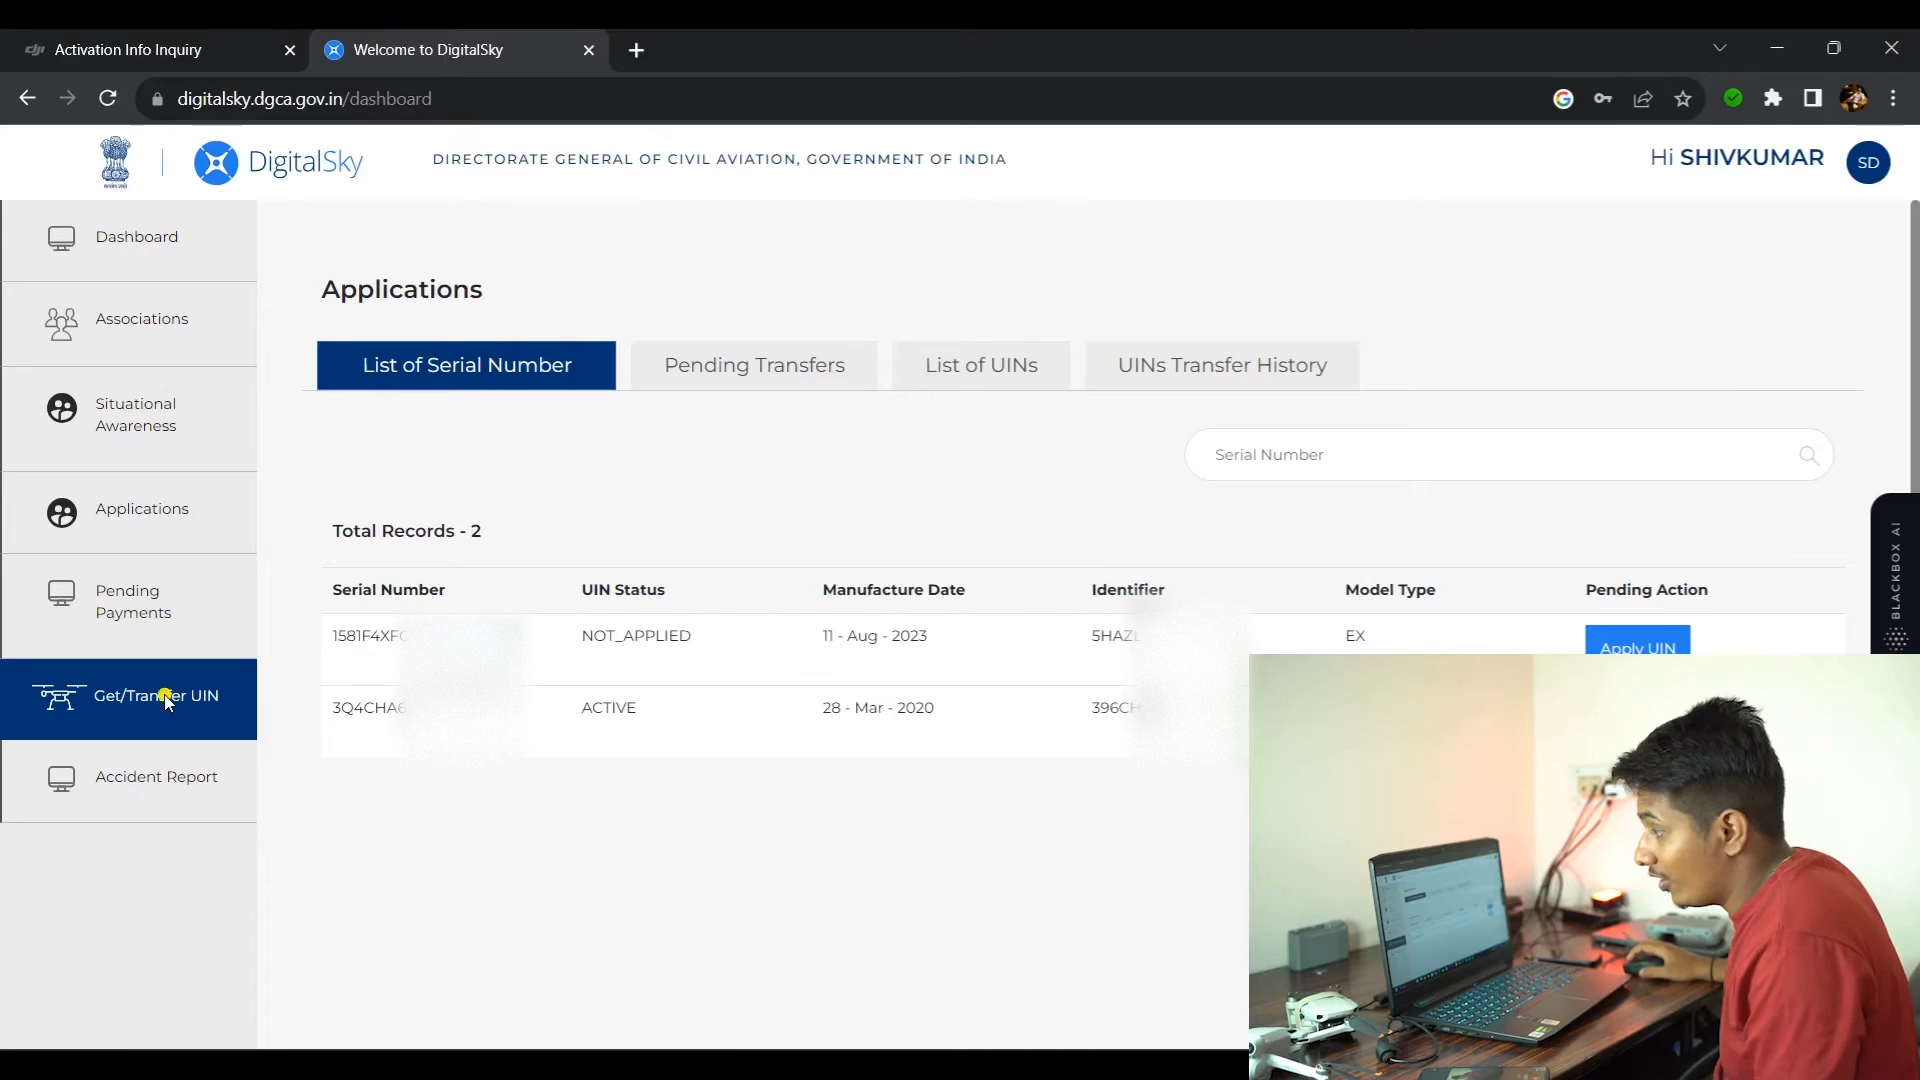 Activation Info Inquiry
Welcome to DigitalSky
digitalsky.dgca.gov.in/dashboard
DigitalSky
DIRECTORATE GENERAL OF CIVIL AVIATION, GOVERNMENT OF INDIA
Hi SHIVKUMAR
SD
Dashboard
Associations
Situational
Awareness
Applications
Pending
Payments
Get/Transfer UIN
Accident Report
Applications
List of Serial Number
Pending Transfers
List of UINs
UINs Transfer History
Serial Number
Total Records - 2
Serial Number UIN Status Manufacture Date Identifier Model Type Pending Action
1581F4XF NOT_APPLIED 11 - Aug - 2023 5HAZ EX Apply UIN
3Q4CHA6 ACTIVE 28 - Mar - 2020 396C
BLACKBOX AI